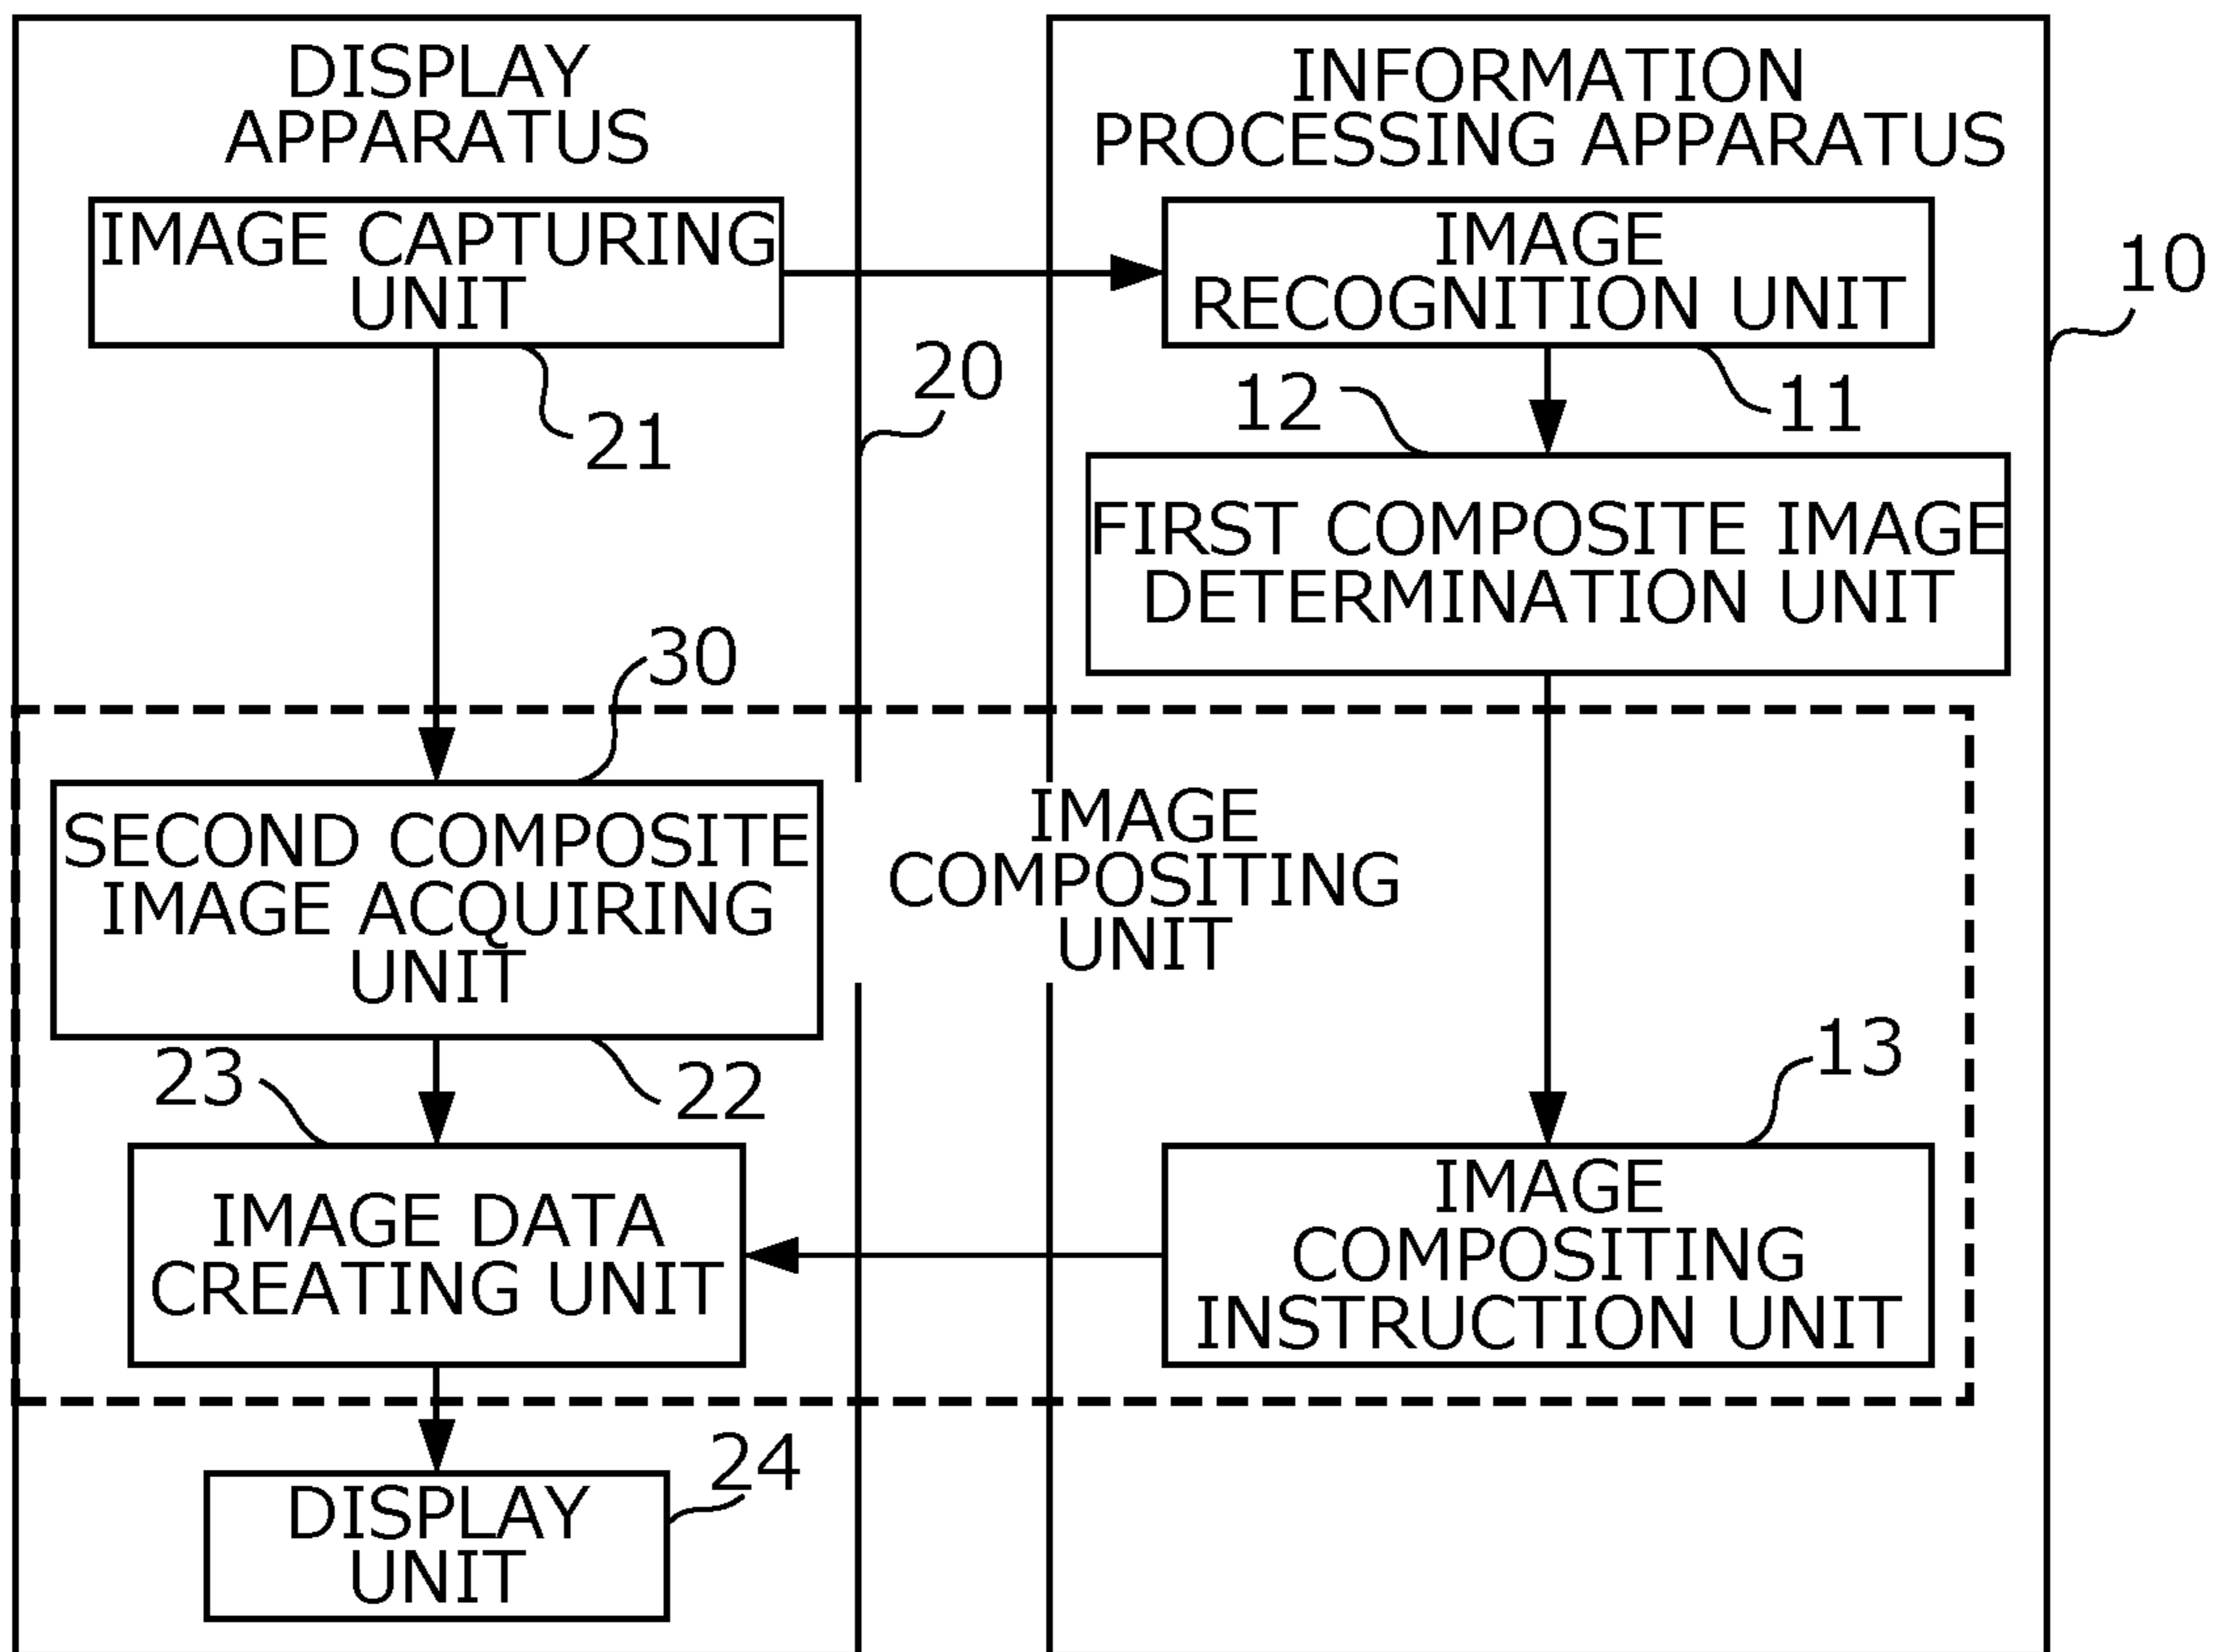 DISPLAY
APPARATUS
IMAGE CAPTURING
UNIT
21
20
INFORMATION
PROCESSING APPARATUS
IMAGE
RECOGNITION UNIT
10
12
11
FIRST COMPOSITE IMAGE
DETERMINATION UNIT
30
SECOND COMPOSITE
IMAGE ACQUIRING
UNIT
IMAGE
COMPOSITING
UNIT
23
22
13
IMAGE DATA
CREATING UNIT
IMAGE
COMPOSITING
INSTRUCTION UNIT
24
DISPLAY
UNIT